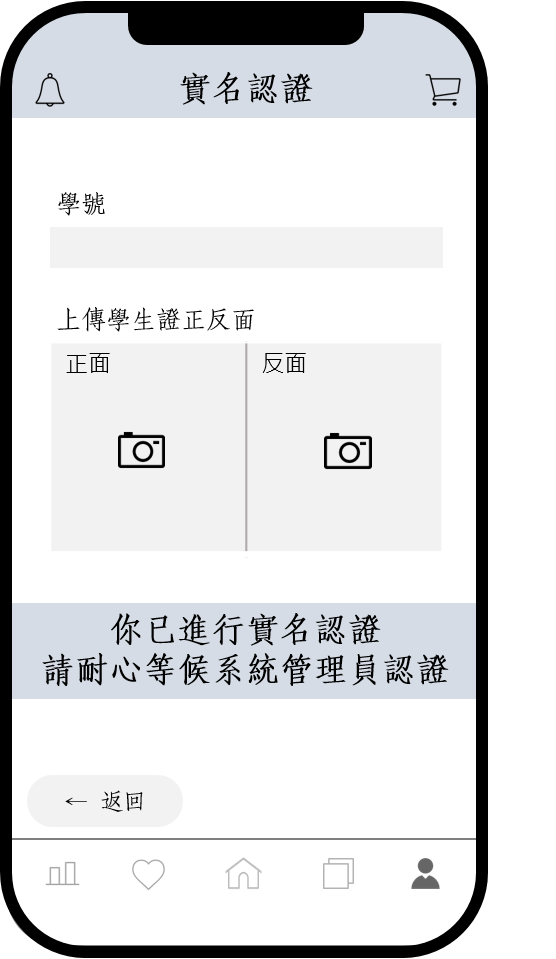 實名認證
學號
上傳學生證正反面
正面
反面
你已進行實名認證
請耐心等候系統管理員認證
← 返回